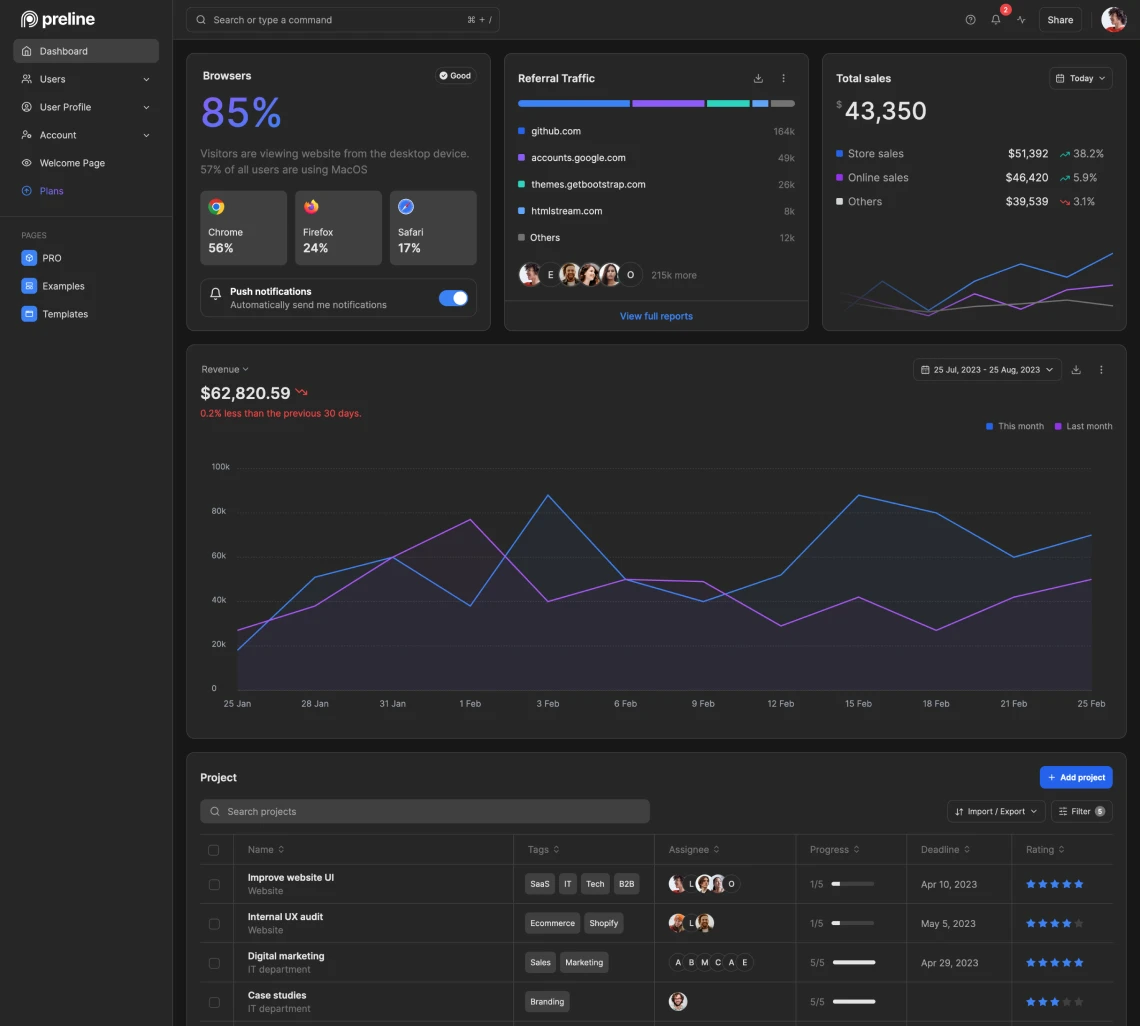 preline
Search or type a command
⌘ + /
2
Share
Dashboard
Users
User Profile
Account
Welcome Page
Plans
PAGES
PRO
Examples
Templates
Browsers
Good
85%
Visitors are viewing website from the desktop device.
57% of all users are using MacOS
Chrome
56%
Firefox
24%
Safari
17%
Push notifications
Automatically send me notifications
Referral Traffic
github.com 164k
accounts.google.com 49k
themes.getbootstrap.com 26k
htmlstream.com 8k
Others 12k
E O 215k more
View full reports
Total sales
Today
$43,350
Store sales $51,392 38.2%
Online sales $46,420 5.9%
Others $39,539 3.1%
Revenue
25 Jul, 2023 - 25 Aug, 2023
$62,820.59
0.2% less than the previous 30 days.
This month Last month
100k
80k
60k
40k
20k
0
25 Jan 28 Jan 31 Jan 1 Feb 3 Feb 6 Feb 9 Feb 12 Feb 15 Feb 18 Feb 21 Feb 25 Feb
Project
+ Add project
Search projects
Import / Export
Filter 5
Name Tags Assignee Progress Deadline Rating
Improve website UI
Website
SaaS IT Tech B2B
L O
1/5
Apr 10, 2023
Internal UX audit
Website
Ecommerce Shopify
L
1/5
May 5, 2023
Digital marketing
IT department
Sales Marketing
A B M C A E
5/5
Apr 29, 2023
Case studies
IT department
Branding
5/5